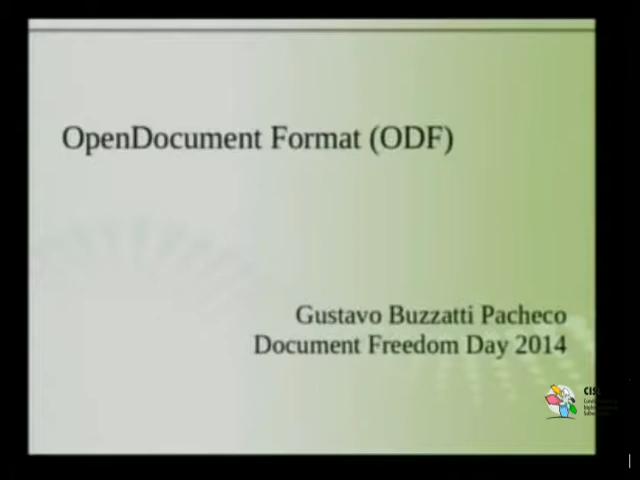 OpenDocument Format (ODF)
Gustavo Buzzatti Pacheco
Document Freedom Day 2014